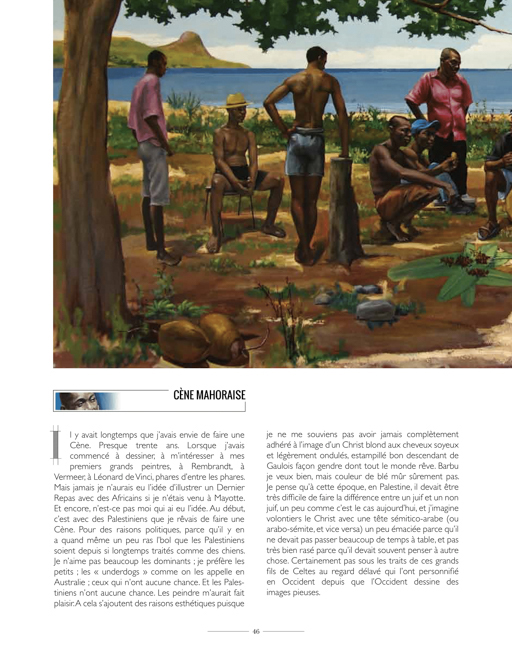 CÈNE MAHORAISE
Il y avait longtemps que j'avais envie de faire une
Cène. Presque trente ans. Lorsque j'avais
commencé à dessiner, à m'intéresser à mes
premiers grands peintres, à Rembrandt, à
Vermeer, à Léonard de Vinci, phares d'entre les phares.
Mais jamais je n'aurais eu l'idée d'illustrer un Dernier
Repas avec des Africains si je n'étais venu à Mayotte.
Et encore, n'est-ce pas moi qui ai eu l'idée. Au début,
c'est avec des Palestiniens que je rêvais de faire une
Cène. Pour des raisons politiques, parce qu'il y en
a quand même un peu ras l'bol que les Palestiniens
soient depuis si longtemps traités comme des chiens.
Je n'aime pas beaucoup les dominants ; je préfère les
petits ; les « underdogs » comme on les appelle en
Australie ; ceux qui n'ont aucune chance. Et les Pales-
tiniens n'ont aucune chance. Les peindre m'aurait fait
plaisir. A cela s'ajoutent des raisons esthétiques puisque
je ne me souviens pas avoir jamais complètement
adhéré à l'image d'un Christ blond aux cheveux soyeux
et légèrement ondulés, estampillé bon descendant de
Gaulois façon gendre dont tout le monde rêve. Barbu
je veux bien, mais couleur de blé mûr sûrement pas.
Je pense qu'à cette époque, en Palestine, il devait être
très difficile de faire la différence entre un juif et un non
juif, un peu comme c'est le cas aujourd'hui, et j'imagine
volontiers le Christ avec une tête sémitico-arabe (ou
arabo-sémite, et vice versa) un peu émaciée parce qu'il
ne devait pas passer beaucoup de temps à table, et pas
très bien rasé parce qu'il devait souvent penser à autre
chose. Certainement pas sous les traits de ces grands
fils de Celtes au regard délavé qui l'ont personnifié
en Occident depuis que l'Occident dessine des
images pieuses.
46